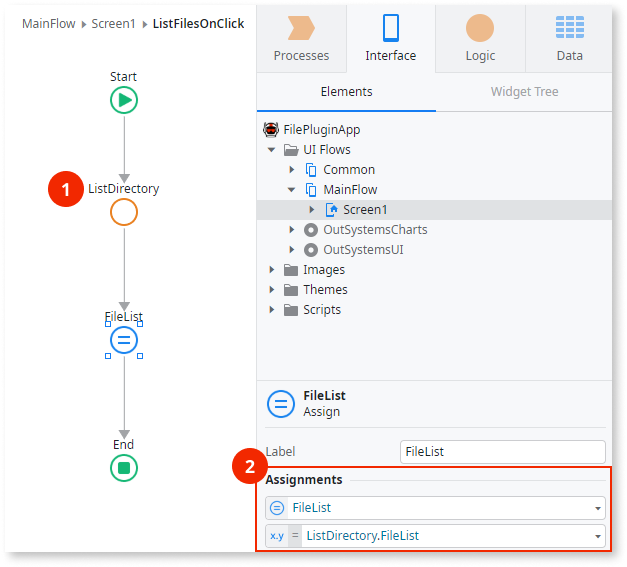 MainFlow Screen1 ListFilesOnClick
Start
1
ListDirectory
FileList
End
Processes
Interface
Logic
Data
Elements
Widget Tree
FilePluginApp
UI Flows
Common
MainFlow
Screen1
OutSystemsCharts
OutSystemsUI
Images
Themes
Scripts
FileList
Assign
Label FileList
2
Assignments
FileList
x.y = ListDirectory.FileList